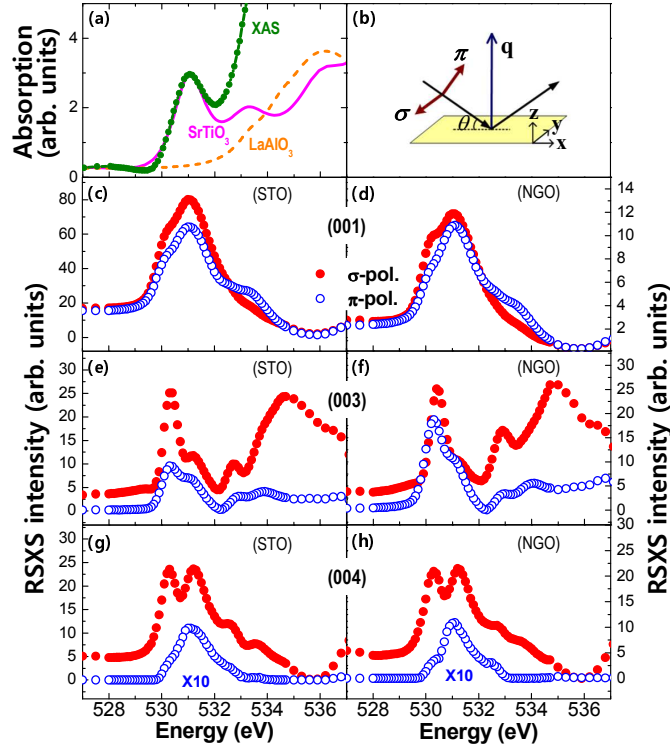 (a)
XAS
SrTiO3
LaAlO3
Absorption
(arb. units)
0
2
4
(b)
π
q
σ
θ
z
y
x
(c)
(STO)
(001)
80
60
40
20
0
σ-pol.
π-pol.
(d)
(NGO)
14
12
10
8
6
4
2
(e)
(STO)
(003)
25
20
15
10
5
0
(f)
(NGO)
30
25
20
15
10
5
0
(g)
(STO)
(004)
30
25
20
15
10
5
0
X10
(h)
(NGO)
30
25
20
15
10
5
0
X10
RSXS intensity (arb. units)
RSXS intensity (arb. units)
528 530 532 534 536
528 530 532 534 536
Energy (eV)
Energy (eV)